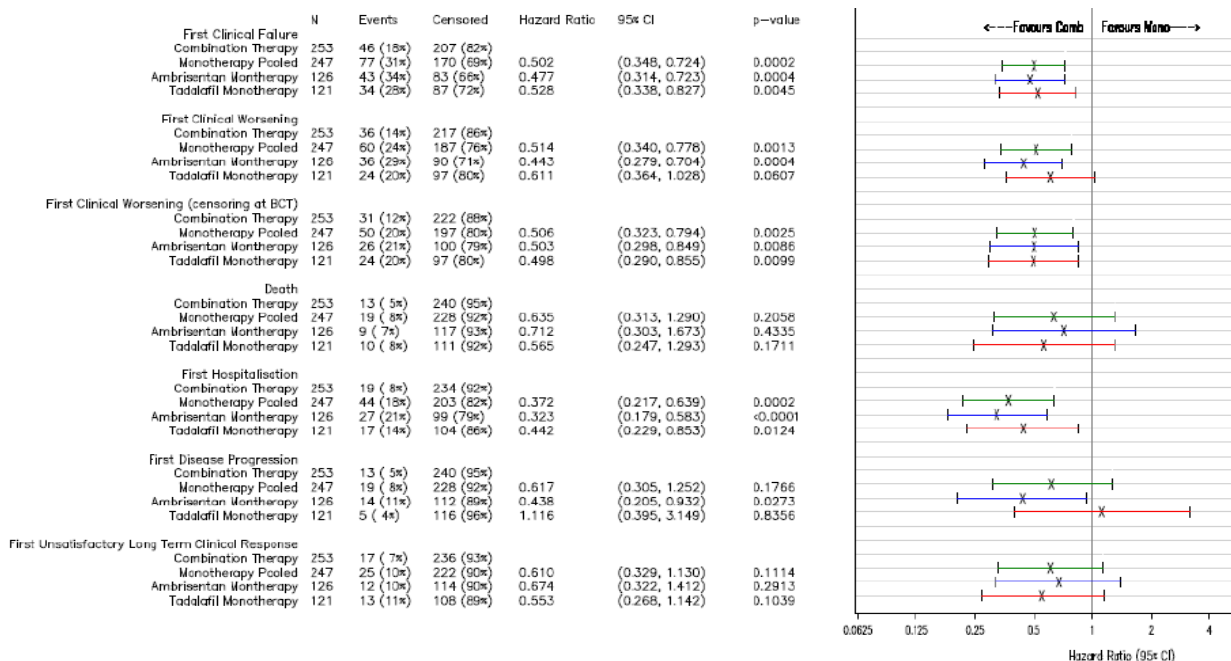 N Events Censored Hazard Ratio 95% CI p-value
<--Favours Comb Favours Mono-->
First Clinical Failure
Combination Therapy 253 46 (18%) 207 (82%)
Monotherapy Pooled 247 77 (31%) 170 (69%) 0.502 (0.348, 0.724) 0.0002
Ambrisentan Montherapy 126 43 (34%) 83 (66%) 0.477 (0.314, 0.723) 0.0004
Tadalafil Monotherapy 121 34 (28%) 87 (72%) 0.528 (0.338, 0.827) 0.0045
First Clinical Worsening
Combination Therapy 253 36 (14%) 217 (86%)
Monotherapy Pooled 247 60 (24%) 187 (76%) 0.514 (0.340, 0.778) 0.0013
Ambrisentan Montherapy 126 36 (29%) 90 (71%) 0.443 (0.279, 0.704) 0.0004
Tadalafil Monotherapy 121 24 (20%) 97 (80%) 0.611 (0.364, 1.028) 0.0607
First Clinical Worsening (censoring at BCT)
Combination Therapy 253 31 (12%) 222 (88%)
Monotherapy Pooled 247 50 (20%) 197 (80%) 0.506 (0.323, 0.794) 0.0025
Ambrisentan Montherapy 126 26 (21%) 100 (79%) 0.503 (0.298, 0.849) 0.0086
Tadalafil Monotherapy 121 24 (20%) 97 (80%) 0.498 (0.290, 0.855) 0.0099
Death
Combination Therapy 253 13 ( 5%) 240 (95%)
Monotherapy Pooled 247 19 ( 8%) 228 (92%) 0.635 (0.313, 1.290) 0.2058
Ambrisentan Montherapy 126 9 ( 7%) 117 (93%) 0.712 (0.303, 1.673) 0.4335
Tadalafil Monotherapy 121 10 ( 8%) 111 (92%) 0.565 (0.247, 1.293) 0.1711
First Hospitalisation
Combination Therapy 253 19 ( 8%) 234 (92%)
Monotherapy Pooled 247 44 (18%) 203 (82%) 0.372 (0.217, 0.639) 0.0002
Ambrisentan Montherapy 126 27 (21%) 99 (79%) 0.323 (0.179, 0.583) <0.0001
Tadalafil Monotherapy 121 17 (14%) 104 (86%) 0.442 (0.229, 0.853) 0.0124
First Disease Progression
Combination Therapy 253 13 ( 5%) 240 (95%)
Monotherapy Pooled 247 19 ( 8%) 228 (92%) 0.617 (0.305, 1.252) 0.1766
Ambrisentan Montherapy 126 14 (11%) 112 (89%) 0.438 (0.205, 0.932) 0.0273
Tadalafil Monotherapy 121 5 ( 4%) 116 (96%) 1.116 (0.395, 3.149) 0.8356
First Unsatisfactory Long Term Clinical Response
Combination Therapy 253 17 ( 7%) 236 (93%)
Monotherapy Pooled 247 25 (10%) 222 (90%) 0.610 (0.329, 1.130) 0.1114
Ambrisentan Montherapy 126 12 (10%) 114 (90%) 0.674 (0.322, 1.412) 0.2913
Tadalafil Monotherapy 121 13 (11%) 108 (89%) 0.553 (0.268, 1.142) 0.1039
0.0625 0.125 0.25 0.5 1 2 4
Hazard Ratio (95% CI)